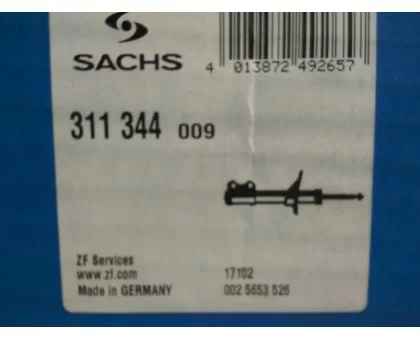 SACHS
4 013872 492657
311 344 009
ZF Services
www.zf.com
Made in GERMANY
17102
002 5653 526